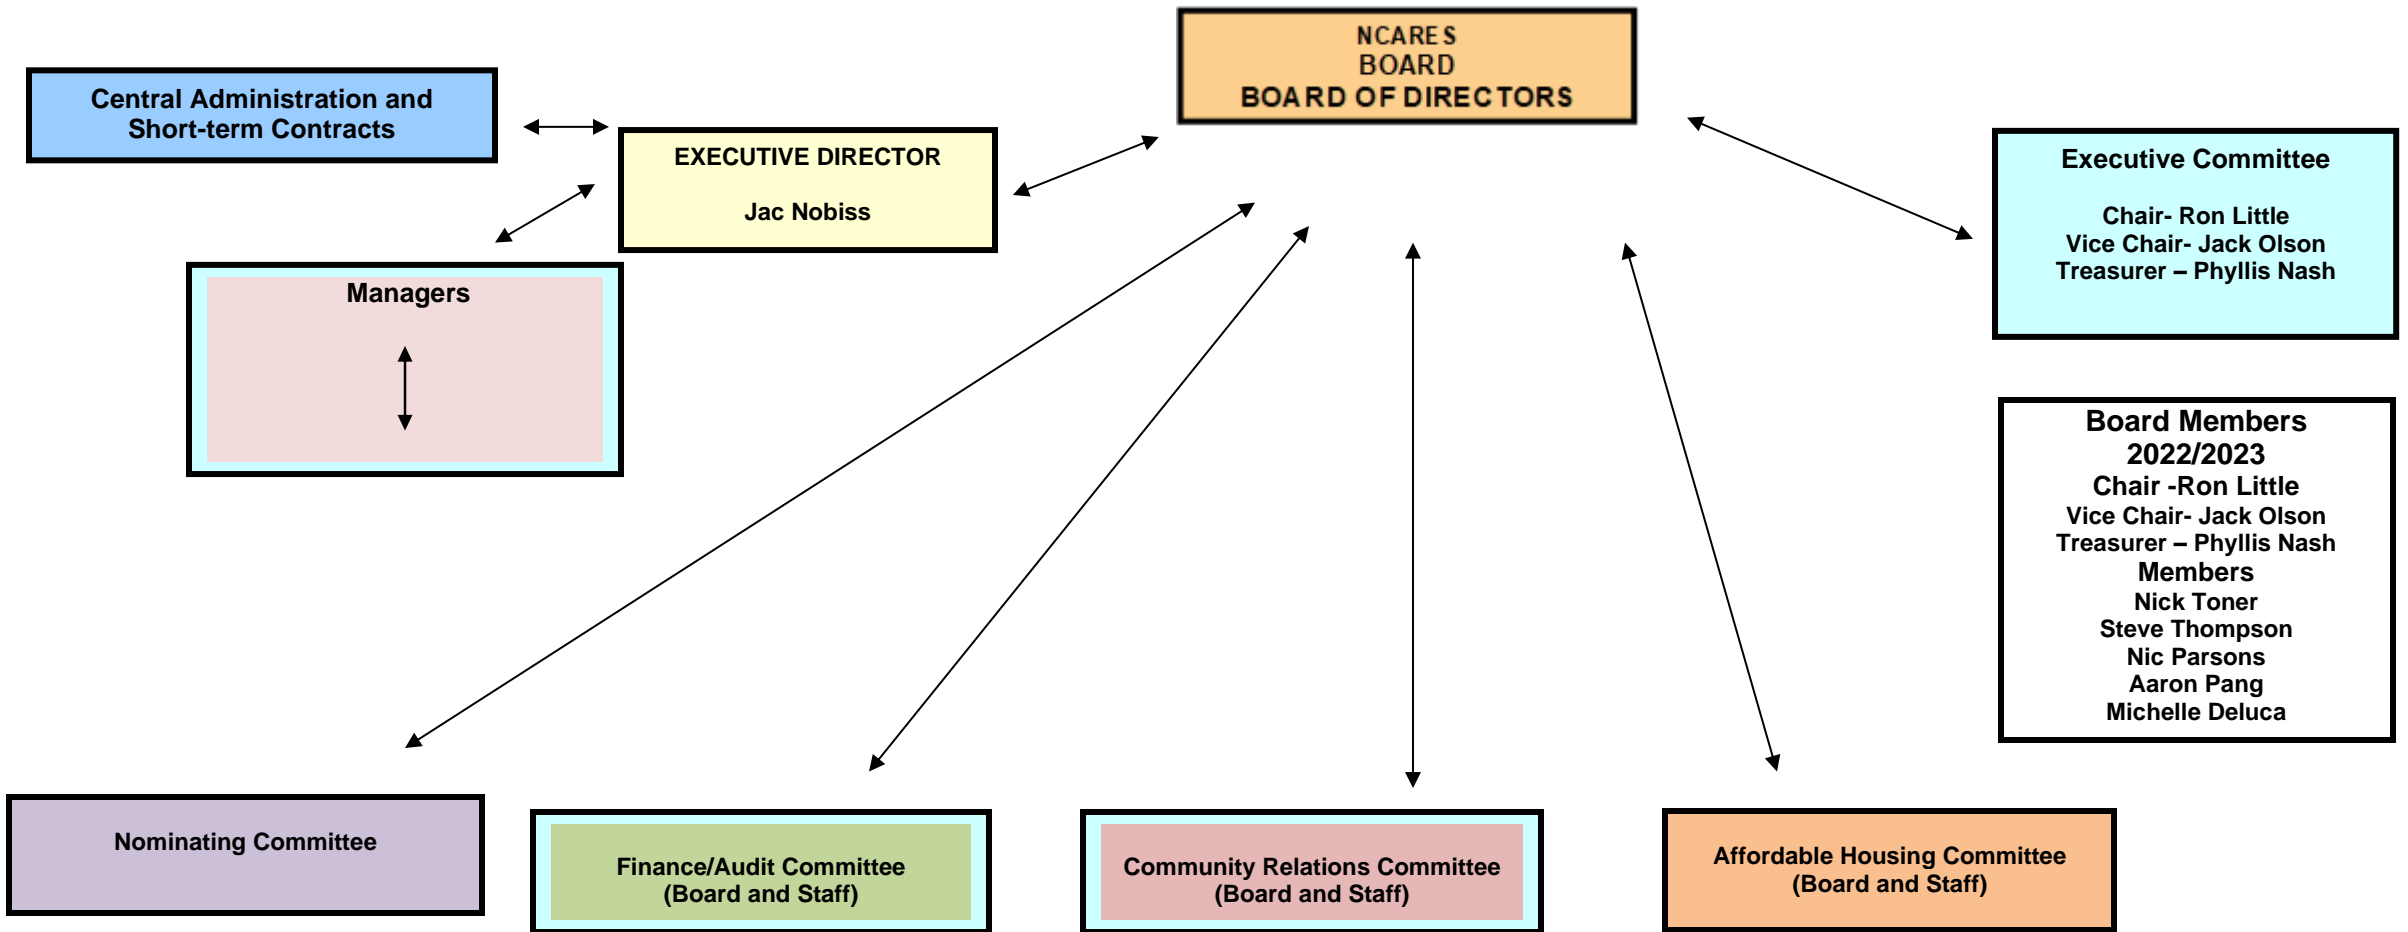 NCARES
BOARD
BOARD OF DIRECTORS
Central Administration and
Short-term Contracts
EXECUTIVE DIRECTOR
Jac Nobiss
Executive Committee
Chair- Ron Little
Vice Chair- Jack Olson
Treasurer – Phyllis Nash
Managers
Board Members
2022/2023
Chair -Ron Little
Vice Chair- Jack Olson
Treasurer – Phyllis Nash
Members
Nick Toner
Steve Thompson
Nic Parsons
Aaron Pang
Michelle Deluca
Nominating Committee
Finance/Audit Committee
(Board and Staff)
Community Relations Committee
(Board and Staff)
Affordable Housing Committee
(Board and Staff)